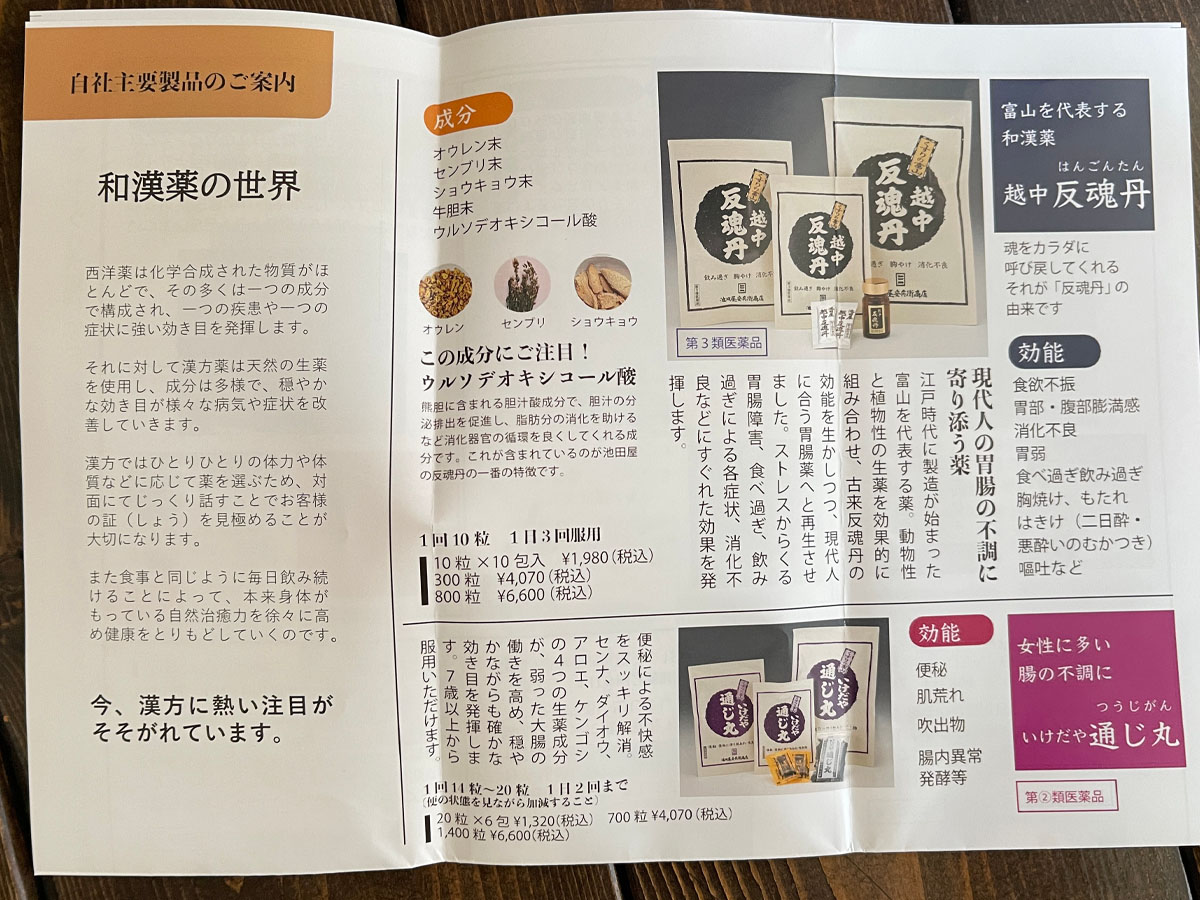 自社主要製品のご案内
和漢薬の世界
西洋薬は化学合成された物質がほ
とんどで、その多くは一つの成分
で構成され、一つの疾患や一つの
症状に強い効き目を発揮します。
それに対して漢方薬は天然の生薬
を使用し、成分は多様で、穏やか
な効き目が様々な病気や症状を改
善していきます。
漢方ではひとりひとりの体力や体
質などに応じて薬を選ぶため、対
面にてじっくり話すことでお客様
の証（しょう）を見極めることが
大切になります。
また食事と同じように毎日飲み続
けることによって、本来身体が
もっている自然治癒力を徐々に高
め健康をとりもどしていくのです。
今、漢方に熱い注目が
そそがれています。
富山を代表する
和漢薬
はんごんたん
越中 反魂丹
魂をカラダに
呼び戻してくれる
それが「反魂丹」の
由来です
効能
食欲不振
胃部・腹部膨満感
消化不良
胃弱
食べ過ぎ飲み過ぎ
胸焼け、もたれ
はきけ（二日酔・
悪酔いのむかつき）
嘔吐など
越中
反魂丹
飲み過ぎ 胸やけ 消化不良
池田屋安兵衛商店
越中
反魂丹
越中
反魂丹
反魂丹
第３類医薬品
現代人の胃腸の不調に
寄り添う薬
江戸時代に製造が始まった
富山を代表する薬。動物性
と植物性の生薬を効果的に
組み合わせ、古来反魂丹の
効能を生かしつつ、現代人
に合う胃腸薬へと再生させ
ました。ストレスからくる
胃腸障害、食べ過ぎ、飲み
過ぎによる各症状、消化不
良などにすぐれた効果を発
揮します。
成分
オウレン末
センブリ末
ショウキョウ末
牛胆末
ウルソデオキシコール酸
オウレン
センブリ
ショウキョウ
この成分にご注目！
ウルソデオキシコール酸
熊胆に含まれる胆汁酸成分で、胆汁の分
泌排出を促進し、脂肪分の消化を助ける
など消化器官の循環を良くしてくれる成
分です。これが含まれているのが池田屋
の反魂丹の一番の特徴です。
1回10粒 1日3回服用
10粒×10包入 ¥1,980(税込)
300粒 ¥4,070(税込)
800粒 ¥6,600(税込)
女性に多い
腸の不調に
つうじがん
いけだや 通じ丸
第②類医薬品
効能
便秘
肌荒れ
吹出物
腸内異常
発酵等
いけだや
通じ丸
いけだや
通じ丸
いけだや
通じ丸
便秘による不快感
をスッキリ解消。
センナ、ダイオウ、
アロエ、ケンゴシ
の４つの生薬成分
が、弱った大腸の
働きを高め、穏や
かながらも確かな
効き目を発揮しま
す。７歳以上から
服用いただけます。
1回14粒〜20粒 1日2回まで
(便の状態を見ながら加減すること)
20粒×6包 ¥1,320(税込) 700粒 ¥4,070(税込)
1,400粒 ¥6,600(税込)